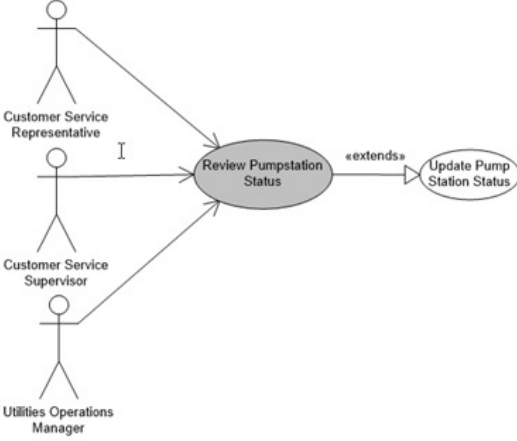 Customer Service
Representative
Review Pumpstation
Status
«extends»
Update Pump
Station Status
Customer Service
Supervisor
Utilities Operations
Manager